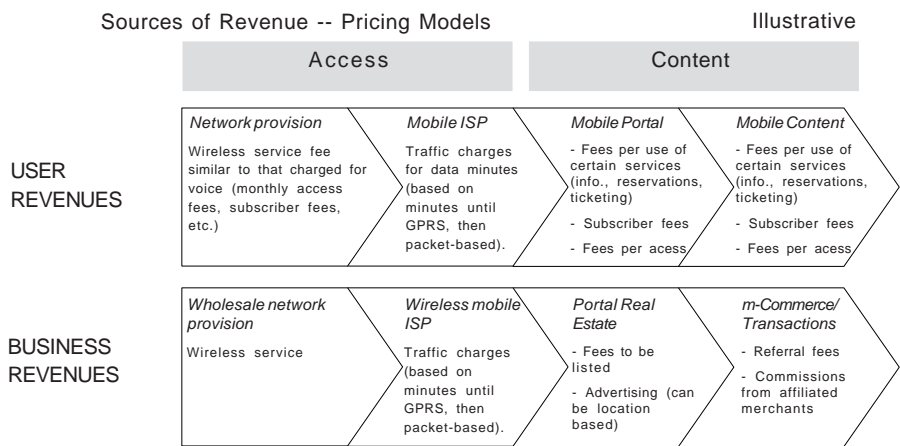 Sources of Revenue -- Pricing Models
Illustrative
Access
Content
USER
REVENUES
Network provision
Wireless service fee
similar to that charged for
voice (monthly access
fees, subscriber fees,
etc.)
Mobile ISP
Traffic charges
for data minutes
(based on
minutes until
GPRS, then
packet-based).
Mobile Portal
- Fees per use of
certain services
(info., reservations,
ticketing)
- Subscriber fees
- Fees per acess
Mobile Content
- Fees per use of
certain services
(info., reservations,
ticketing)
- Subscriber fees
- Fees per acess
BUSINESS
REVENUES
Wholesale network
provision
Wireless service
Wireless mobile
ISP
Traffic charges
(based on
minutes until
GPRS, then
packet-based).
Portal Real
Estate
- Fees to be
listed
- Advertising (can
be location
based)
m-Commerce/
Transactions
- Referral fees
- Commissions
from affiliated
merchants